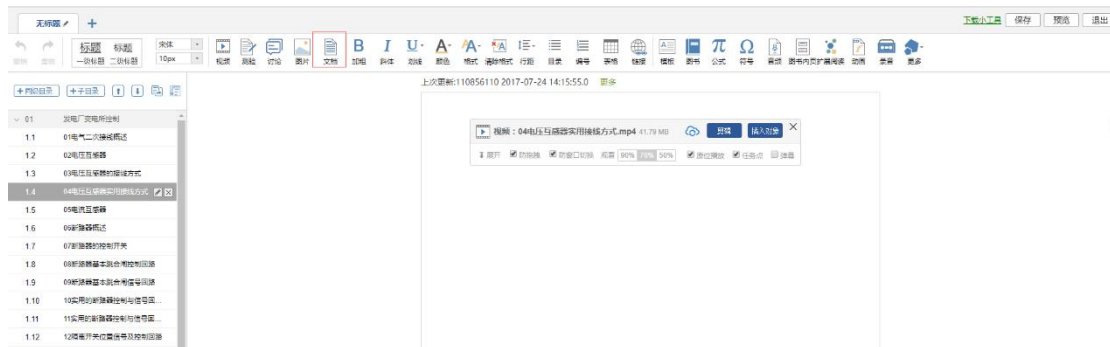 无标题
下载小工具 保存 预览 退出
撤销 重做 标题 一级标题 标题 二级标题 宋体 10px 视频 测验 讨论 图片 文档 B 加粗 I 斜体 U 划线 A 颜色 A 格式 A 清除格式 行距 目录 编号 表格 链接 模板 图书 π 公式 Ω 符号 音频 图书内页 扩展阅读 动画 录音 更多
上次更新:110856110 2017-07-24 14:15:55.0 更多
+同级目录 +子目录
01 发电厂变电所控制
1.1 01电气二次接线概述
1.2 02电压互感器
1.3 03电压互感器的接线方式
1.4 04电压互感器实用接线方式
1.5 05电流互感器
1.6 06断路器概述
1.7 07断路器的控制开关
1.8 08断路器基本跳合闸控制回路
1.9 09断路器基本跳合闸信号回路
1.10 10实用的断路器控制与信号回...
1.11 11实用的断路器控制与信号回...
1.12 12隔离开关位置信号及控制回路
视频：04电压互感器实用接线方式.mp4 41.79 MB 剪辑 插入对象
展开 防拖拽 防窗口切换 观看 90% 70% 50% 原位播放 任务点 弹幕